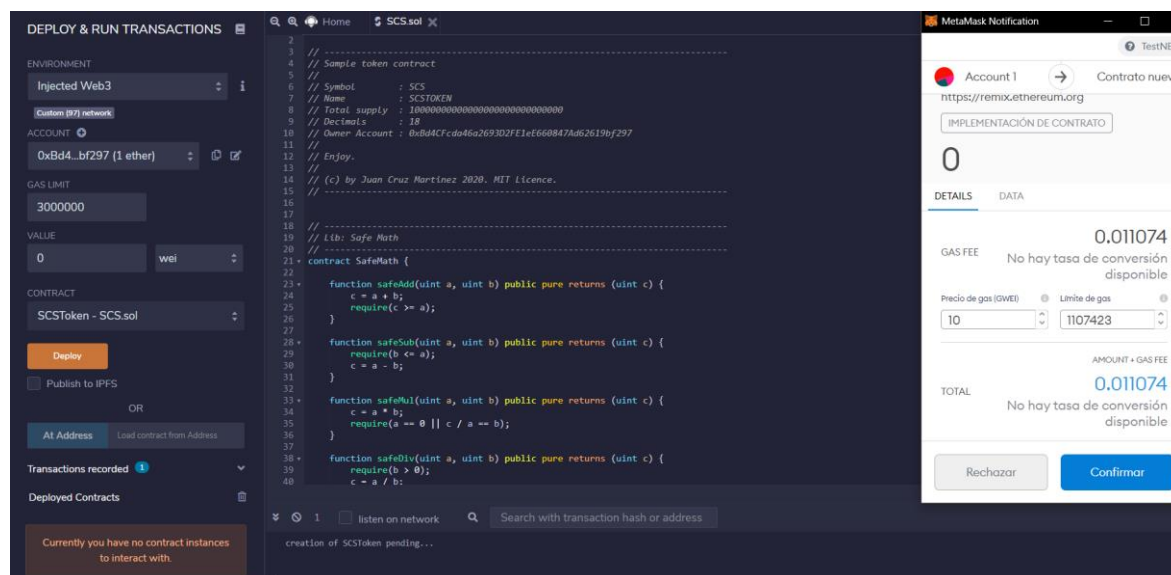 DEPLOY & RUN TRANSACTIONS
ENVIRONMENT
Injected Web3
Custom (97) network
ACCOUNT
0xBd4...bf297 (1 ether)
GAS LIMIT
3000000
VALUE
0 wei
CONTRACT
SCSToken - SCS.sol
Deploy
Publish to IPFS
OR
At Address Load contract from Address
Transactions recorded 1
Deployed Contracts
Currently you have no contract instances
to interact with.
Home SCS.sol
2
3 // ----------------------------------------------------------------------------
4 // Sample token contract
5 //
6 // Symbol : SCS
7 // Name : SCSTOKEN
8 // Total supply :
9 // Decimals : 18
10 // Owner Account : 0xBd4CFcda46a2693D2FE1eE660847Ad62619bf297
11 //
12 // Enjoy.
13 //
14 // (c) by Juan Cruz Martinez 2020. MIT Licence.
15 // ----------------------------------------------------------------------------
16
17
18 // ----------------------------------------------------------------------------
19 // Lib: Safe Math
20 // ----------------------------------------------------------------------------
21 contract SafeMath {
22
23 function safeAdd(uint a, uint b) public pure returns (uint c) {
24 c = a + b;
25 require(c >= a);
26 }
27
28 function safeSub(uint a, uint b) public pure returns (uint c) {
29 require(b <= a);
30 c = a - b;
31 }
32
33 function safeMul(uint a, uint b) public pure returns (uint c) {
34 c = a * b;
35 require(a == 0 || c / a == b);
36 }
37
38 function safeDiv(uint a, uint b) public pure returns (uint c) {
39 require(b > 0);
40 c = a / b;
1 listen on network Search with transaction hash or address
creation of SCSToken pending...
MetaMask Notification
TestNE
Account 1 Contrato nuev
https://remix.ethereum.org
IMPLEMENTACIÓN DE CONTRATO
0
DETAILS DATA
GAS FEE 0.011074
No hay tasa de conversión
disponible
Precio de gas (GWEI) Límite de gas
10 1107423
AMOUNT + GAS FEE
TOTAL 0.011074
No hay tasa de conversión
disponible
Rechazar Confirmar